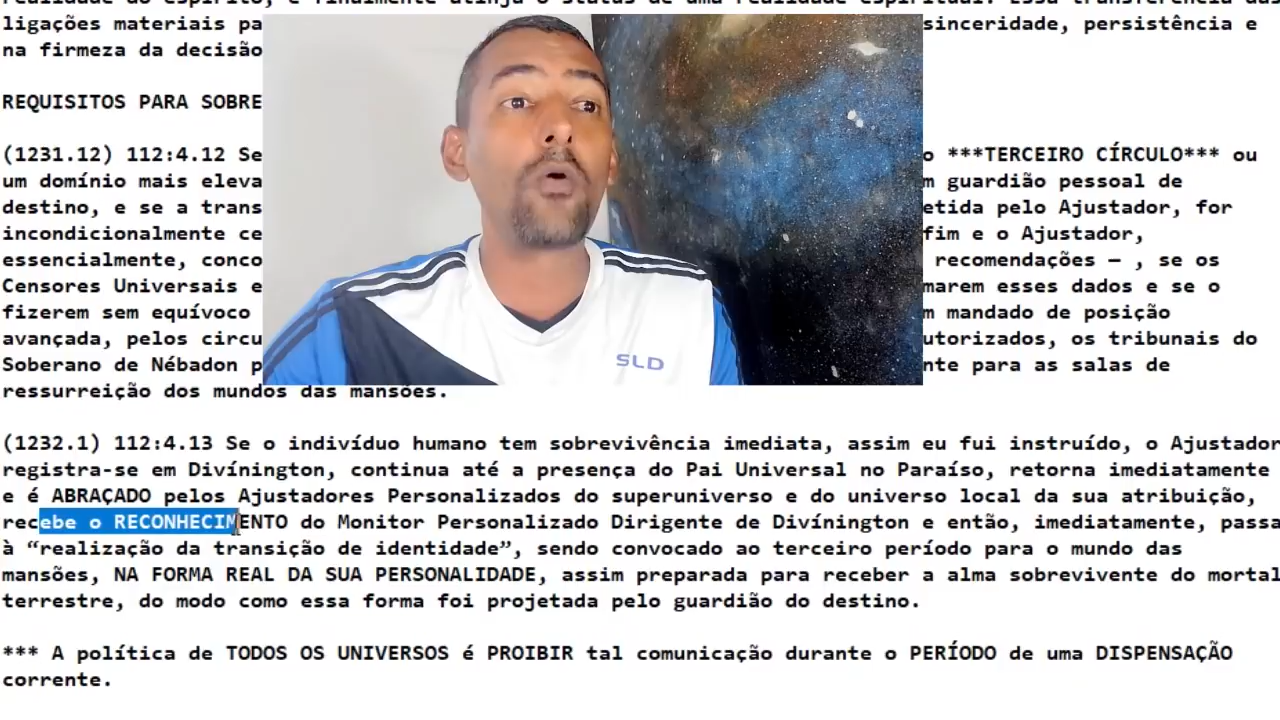 ligações materiais pa sinceridade, persistência e
na firmeza da decisão
REQUISITOS PARA SOBRE
(1231.12) 112:4.12 Se o ***TERCEIRO CÍRCULO*** ou
um domínio mais eleva m guardião pessoal de
destino, e se a trans etida pelo Ajustador, for
incondicionalmente ce fim e o Ajustador,
essencialmente, conco recomendações — , se os
Censores Universais e marem esses dados e se o
fizerem sem equívoco m mandado de posição
avançada, pelos circu utorizados, os tribunais do
Soberano de Nébadon p nte para as salas de
ressurreição dos mundos das mansões.
SLD
(1232.1) 112:4.13 Se o indivíduo humano tem sobrevivência imediata, assim eu fui instruído, o Ajustador
registra-se em Divínington, continua até a presença do Pai Universal no Paraíso, retorna imediatamente
e é ABRAÇADO pelos Ajustadores Personalizados do superuniverso e do universo local da sua atribuição,
recebe o RECONHECIMENTO do Monitor Personalizado Dirigente de Divínington e então, imediatamente, passa
à “realização da transição de identidade”, sendo convocado ao terceiro período para o mundo das
mansões, NA FORMA REAL DA SUA PERSONALIDADE, assim preparada para receber a alma sobrevivente do mortal
terrestre, do modo como essa forma foi projetada pelo guardião do destino.
*** A política de TODOS OS UNIVERSOS é PROIBIR tal comunicação durante o PERÍODO de uma DISPENSAÇÃO
corrente.